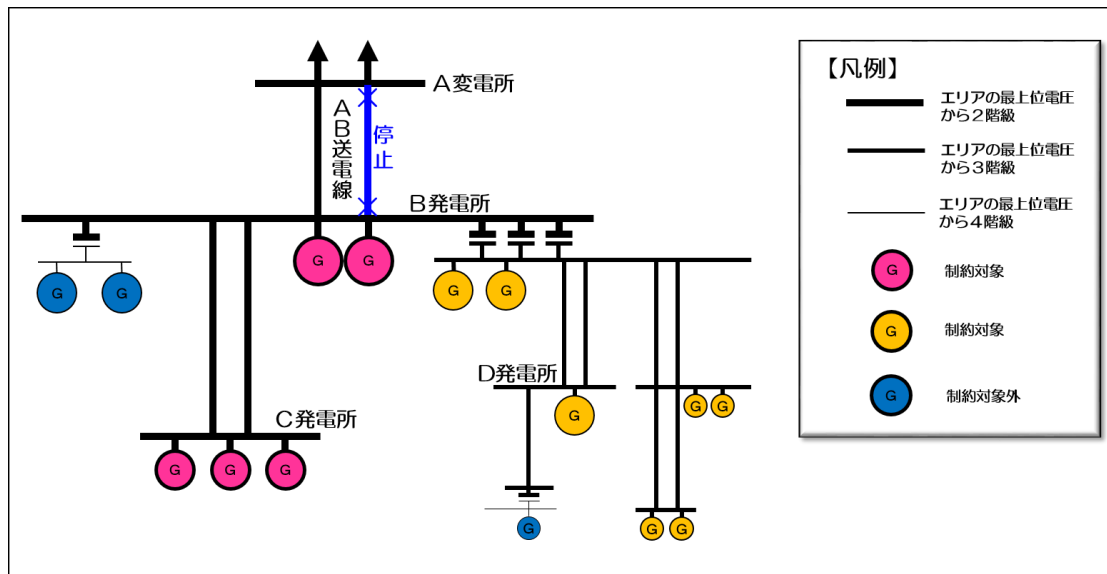 A変電所
AB送電線
停止
B発電所
G
G
G
G
G
G
D発電所
G
G
G
C発電所
G
G
G
G
G
G
【凡例】
エリアの最上位電圧
から2階級
エリアの最上位電圧
から3階級
エリアの最上位電圧
から4階級
G
制約対象
G
制約対象
G
制約対象外